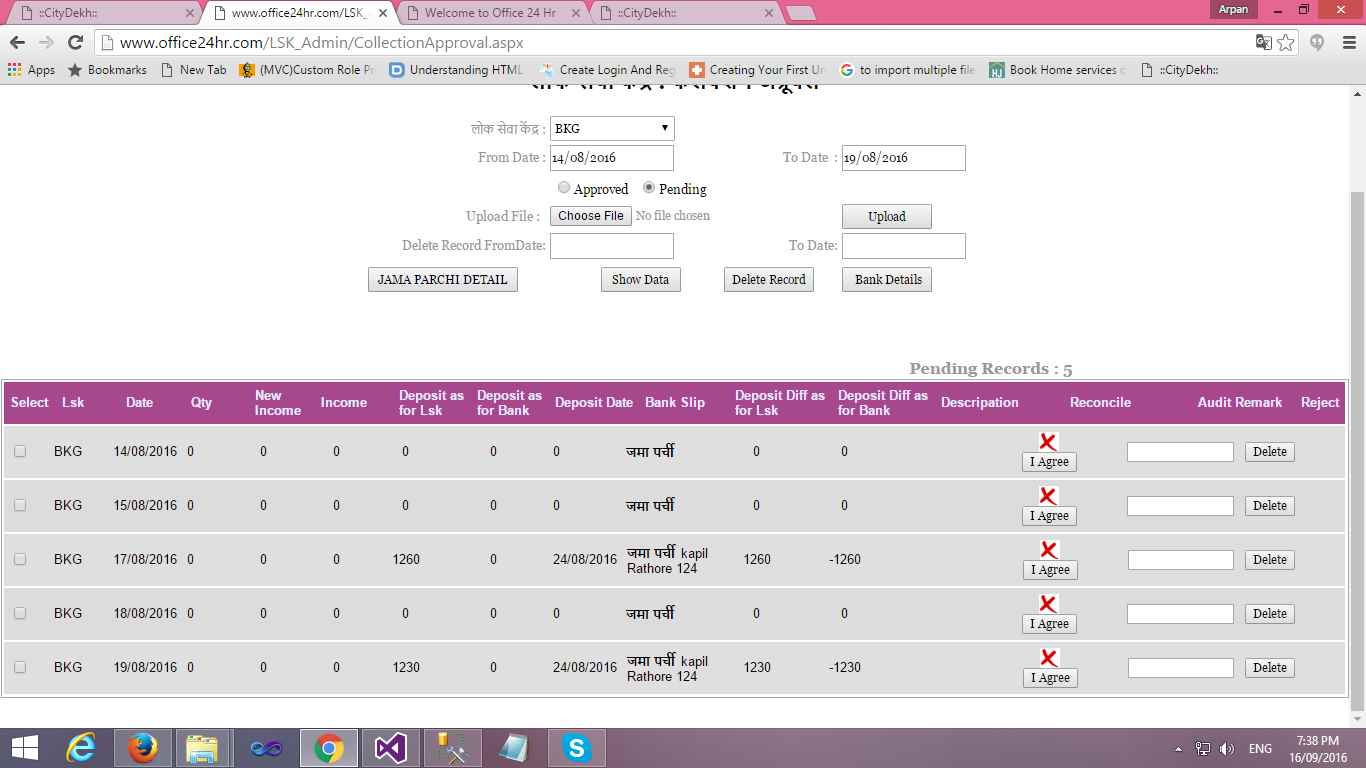 ::CityDekh::
www.office24hr.com/LSK_
Welcome to Office 24 Hr
::CityDekh::
Arpan
www.office24hr.com/LSK_Admin/CollectionApproval.aspx
Apps Bookmarks New Tab (MVC)Custom Role Pr Understanding HTML Create Login And Reg Creating Your First Un to import multiple file Book Home services o ::CityDekh::
लोक सेवा केंद्र : BKG
From Date : 14/08/2016 To Date : 19/08/2016
Approved Pending
Upload File : Choose File No file chosen Upload
Delete Record FromDate: To Date:
JAMA PARCHI DETAIL Show Data Delete Record Bank Details
Pending Records : 5
Select Lsk Date Qty New Income Income Deposit as for Lsk Deposit as for Bank Deposit Date Bank Slip Deposit Diff as for Lsk Deposit Diff as for Bank Descripation Reconcile Audit Remark Reject
BKG 14/08/2016 0 0 0 0 0 0 जमा पर्ची 0 0 I Agree Delete
BKG 15/08/2016 0 0 0 0 0 0 जमा पर्ची 0 0 I Agree Delete
BKG 17/08/2016 0 0 0 1260 0 24/08/2016 जमा पर्ची kapil Rathore 124 1260 -1260 I Agree Delete
BKG 18/08/2016 0 0 0 0 0 0 जमा पर्ची 0 0 I Agree Delete
BKG 19/08/2016 0 0 0 1230 0 24/08/2016 जमा पर्ची kapil Rathore 124 1230 -1230 I Agree Delete
ENG
7:38 PM
16/09/2016